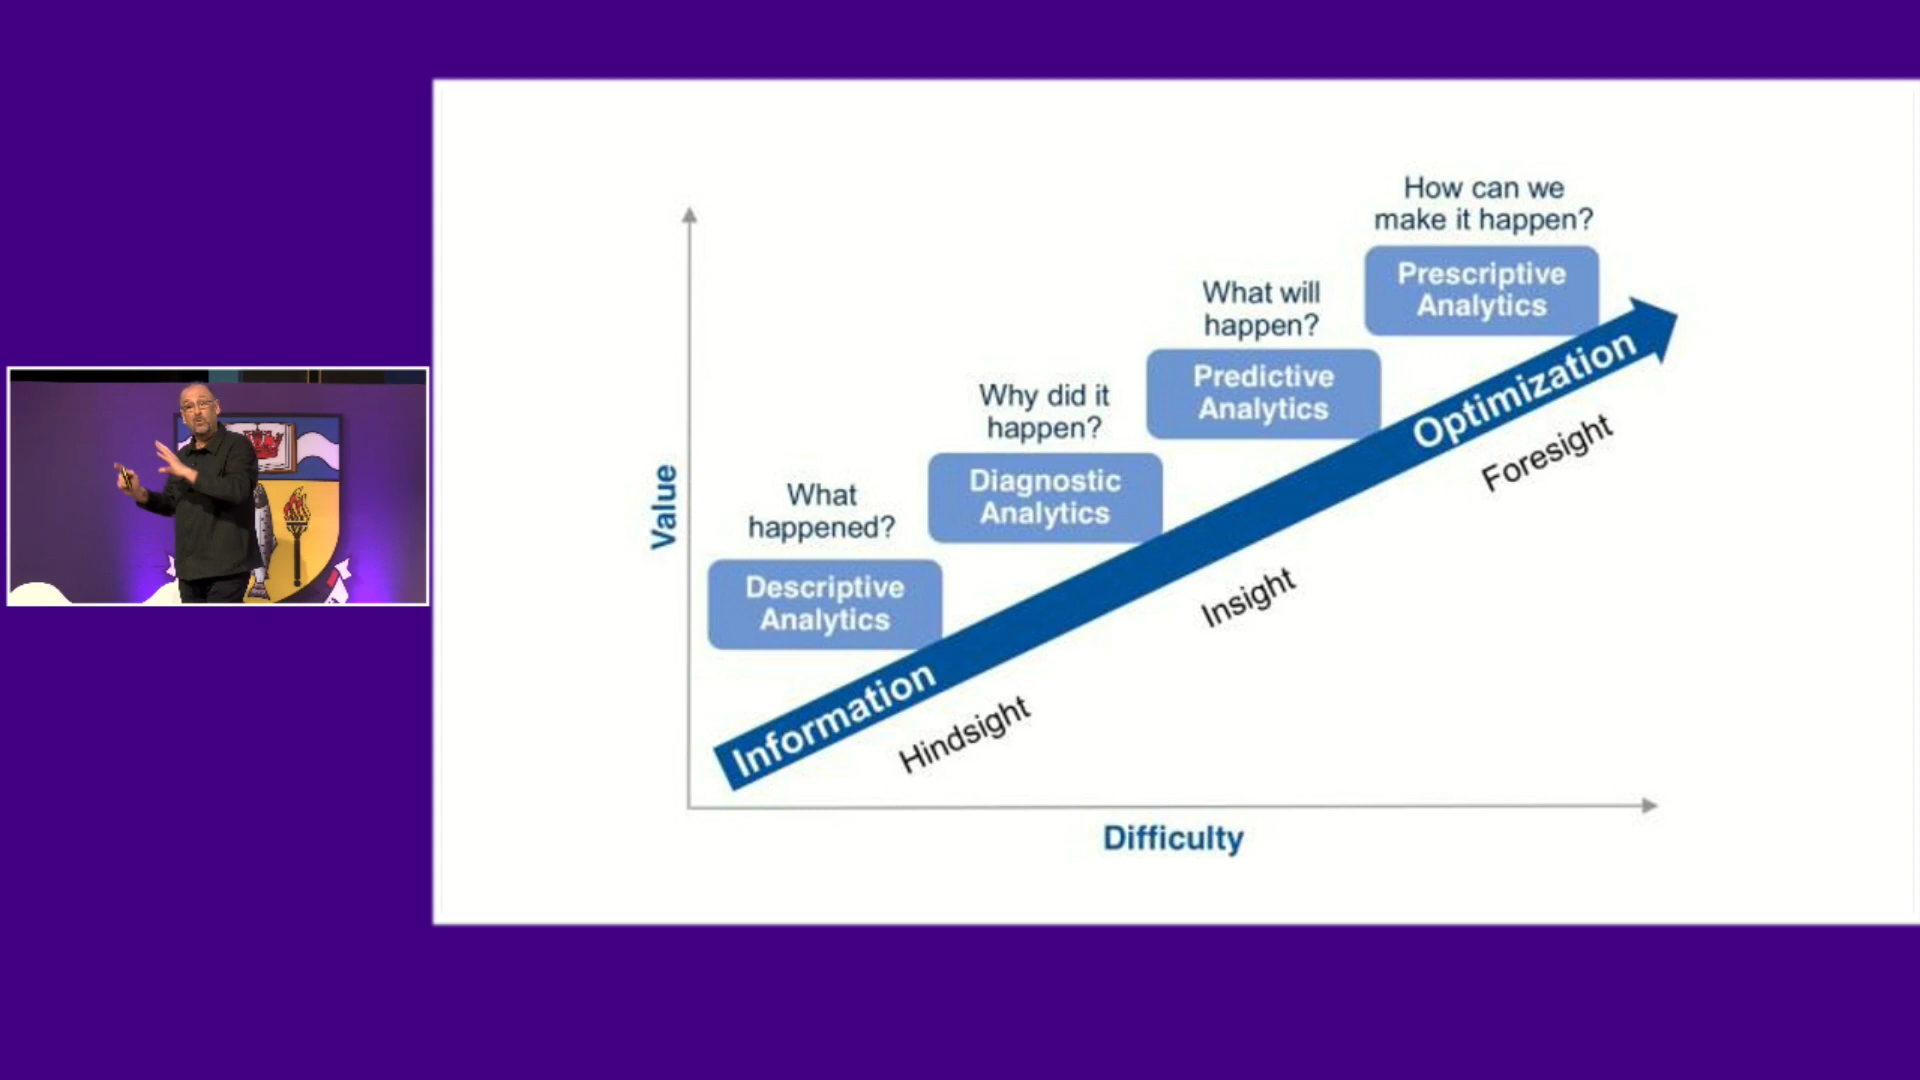 How can we
make it happen?
Prescriptive
Analytics
What will
happen?
Predictive
Analytics
Why did it
happen?
Diagnostic
Analytics
What
happened?
Descriptive
Analytics
Value
Information
Optimization
Hindsight
Insight
Foresight
Difficulty